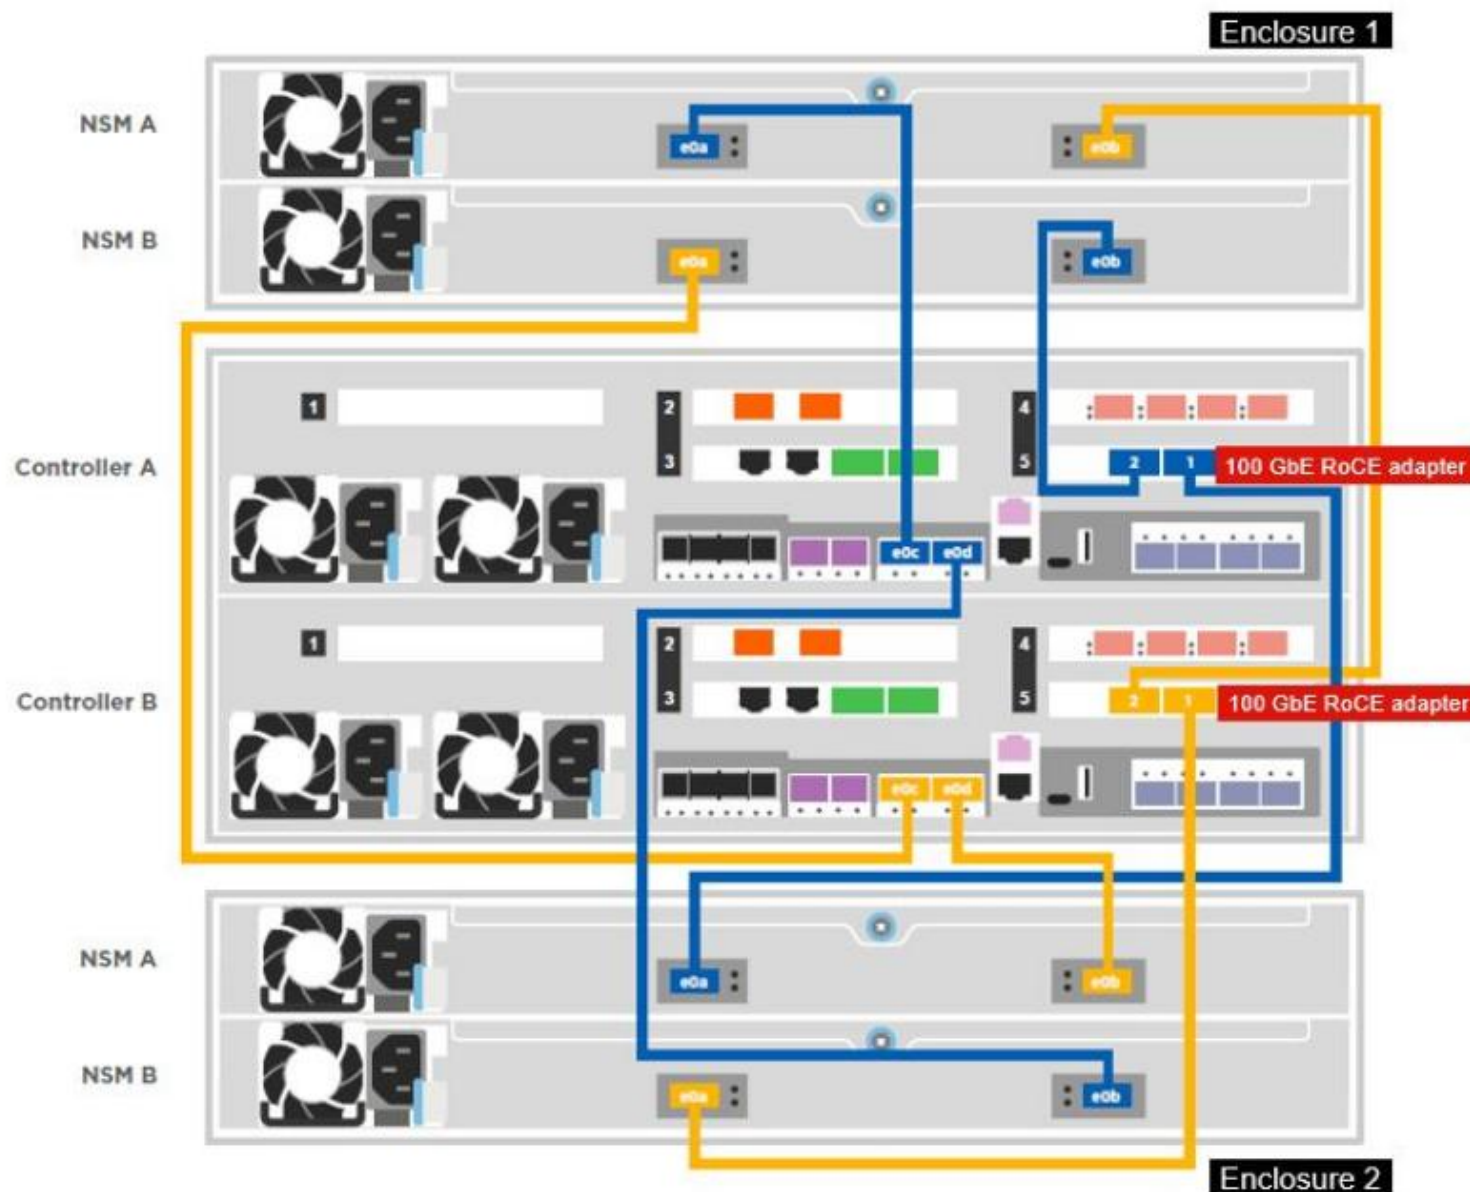 Enclosure 1
NSM A
e0a
e0b
NSM B
e0a
e0b
1
2
4
Controller A
3
5
2
1
100 GbE RoCE adapter
e0c
e0d
1
2
4
Controller B
3
5
2
1
100 GbE RoCE adapter
e0c
e0d
NSM A
e0a
e0b
NSM B
e0a
e0b
Enclosure 2